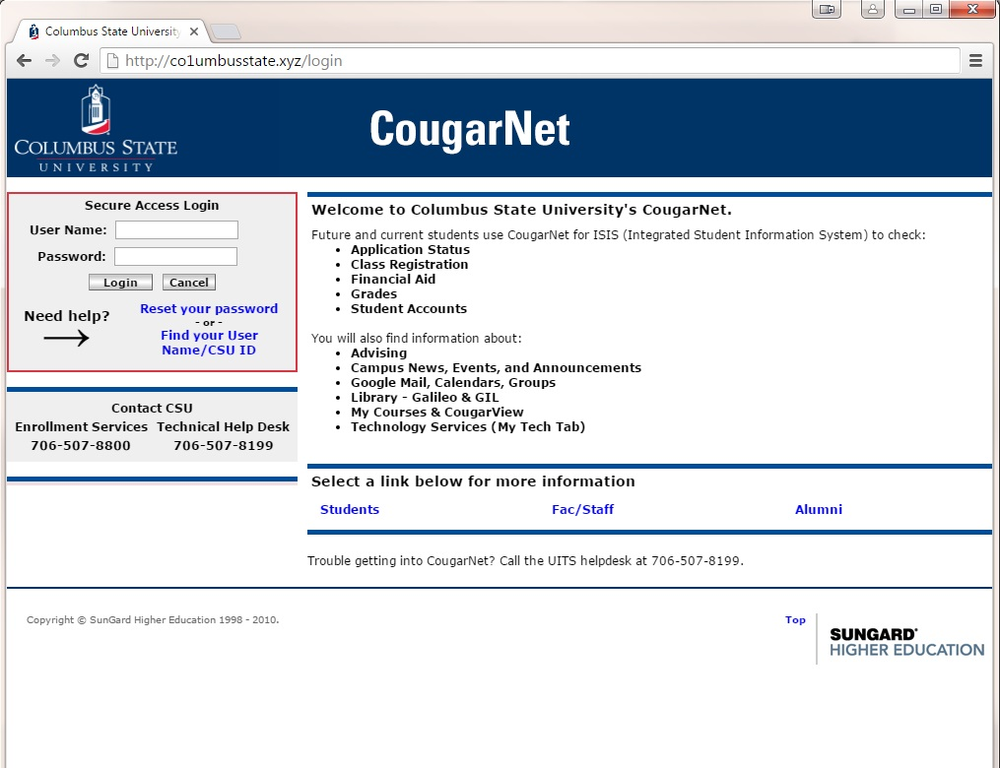 Columbus State University
http://co1umbusstate.xyz/login
COLUMBUS STATE
UNIVERSITY
CougarNet
Secure Access Login
User Name:
Password:
Login Cancel
Need help?
Reset your password
- or -
Find your User
Name/CSU ID
Contact CSU
Enrollment Services Technical Help Desk
706-507-8800 706-507-8199
Welcome to Columbus State University's CougarNet.
Future and current students use CougarNet for ISIS (Integrated Student Information System) to check:
• Application Status
• Class Registration
• Financial Aid
• Grades
• Student Accounts
You will also find information about:
• Advising
• Campus News, Events, and Announcements
• Google Mail, Calendars, Groups
• Library - Galileo & GIL
• My Courses & CougarView
• Technology Services (My Tech Tab)
Select a link below for more information
Students Fac/Staff Alumni
Trouble getting into CougarNet? Call the UITS helpdesk at 706-507-8199.
Copyright © SunGard Higher Education 1998 - 2010.
Top
SUNGARD®
HIGHER EDUCATION